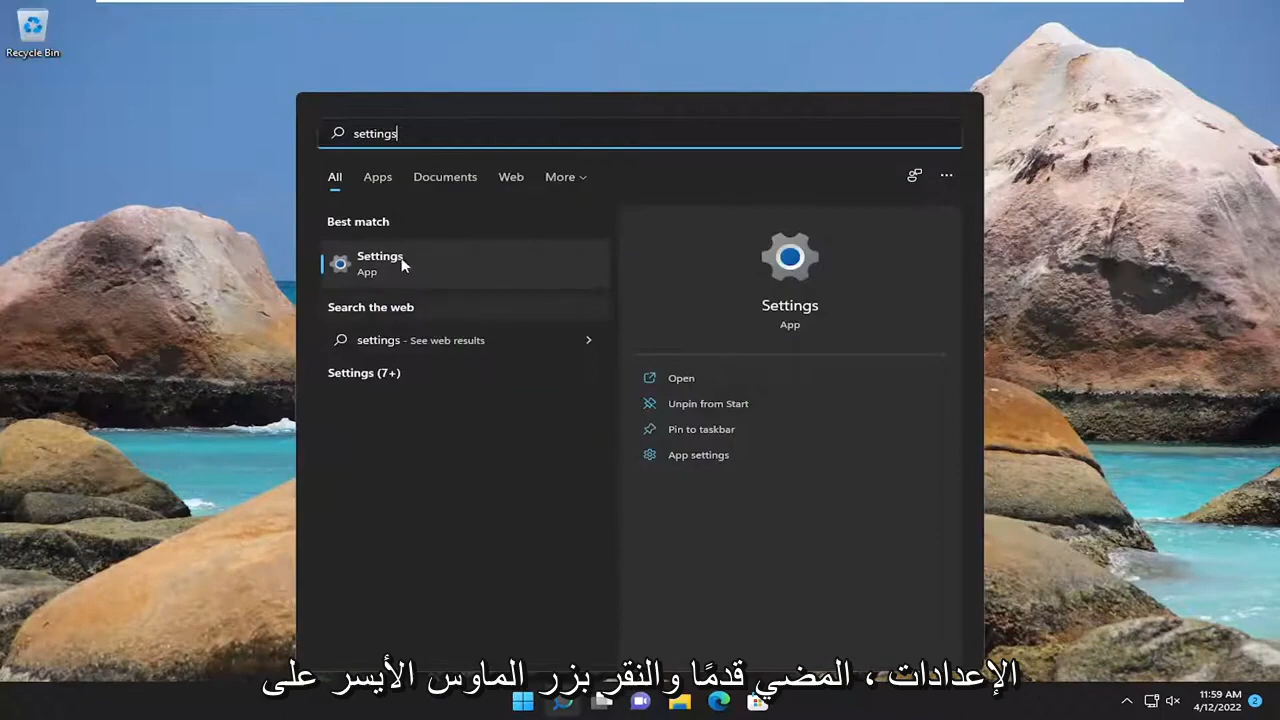 Recycle Bin
settings
All
Apps
Documents
Web
More
Best match
Settings
App
Search the web
settings - See web results
Settings (7+)
Settings
App
Open
Unpin from Start
Pin to taskbar
App settings
الإعدادات ، المضي قدمًا والنقر بزر الماوس الأيسر على
11:59 AM
4/12/2022
2